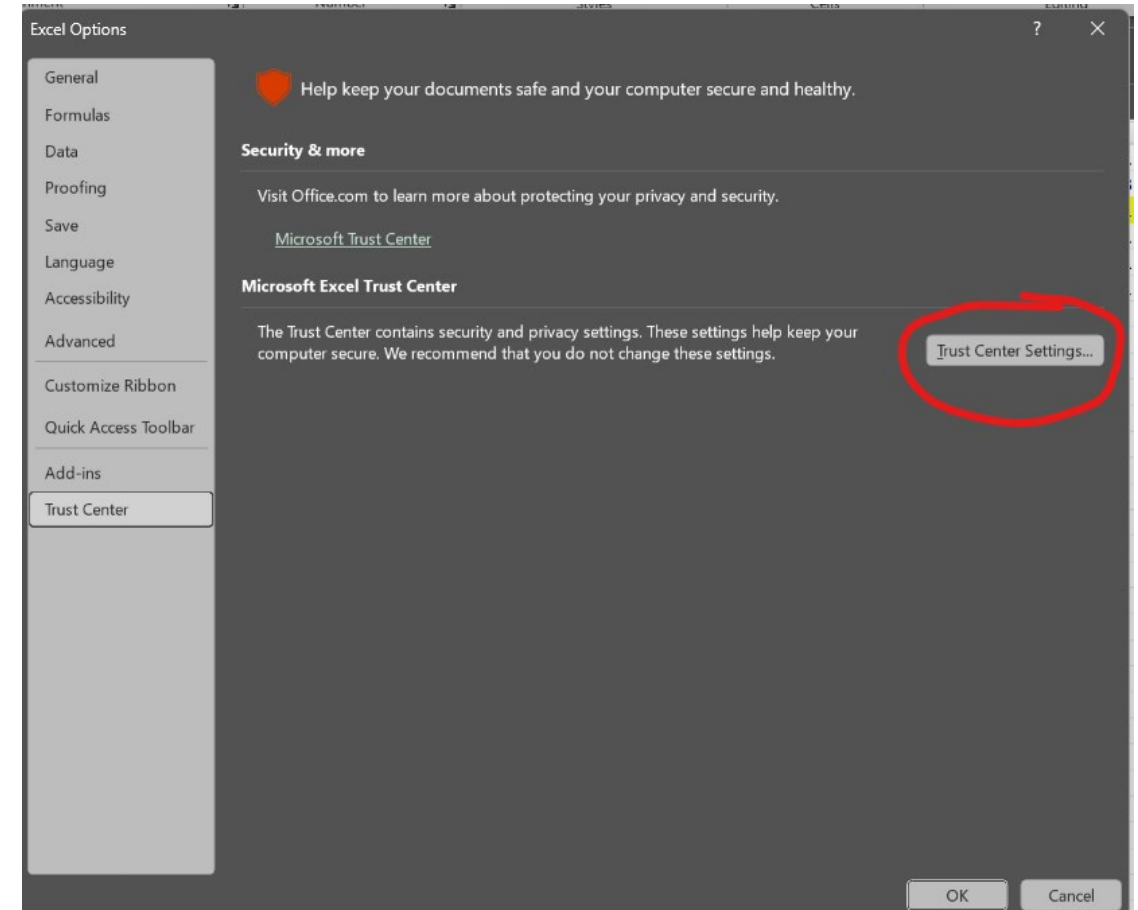 Number
Styles
Cells
Editing
Excel Options
?
General
Formulas
Data
Proofing
Save
Language
Accessibility
Advanced
Customize Ribbon
Quick Access Toolbar
Add-ins
Trust Center
Help keep your documents safe and your computer secure and healthy.
Security & more
Visit Office.com to learn more about protecting your privacy and security.
Microsoft Trust Center
Microsoft Excel Trust Center
The Trust Center contains security and privacy settings. These settings help keep your
computer secure. We recommend that you do not change these settings.
Trust Center Settings...
OK
Cancel